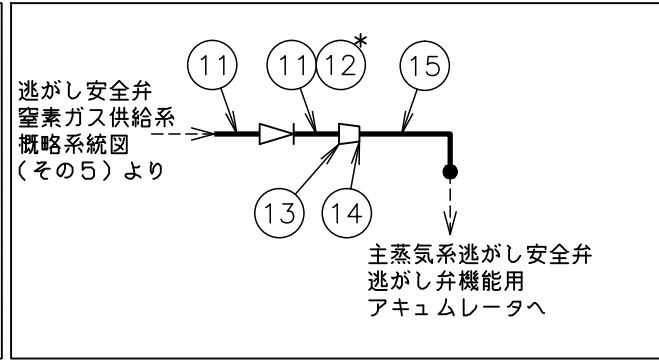 11
11
12
*
15
逃がし安全弁
窒素ガス供給系
概略系統図
(その5)より
13
14
主蒸気系逃がし安全弁
逃がし弁機能用
アキュムレータへ